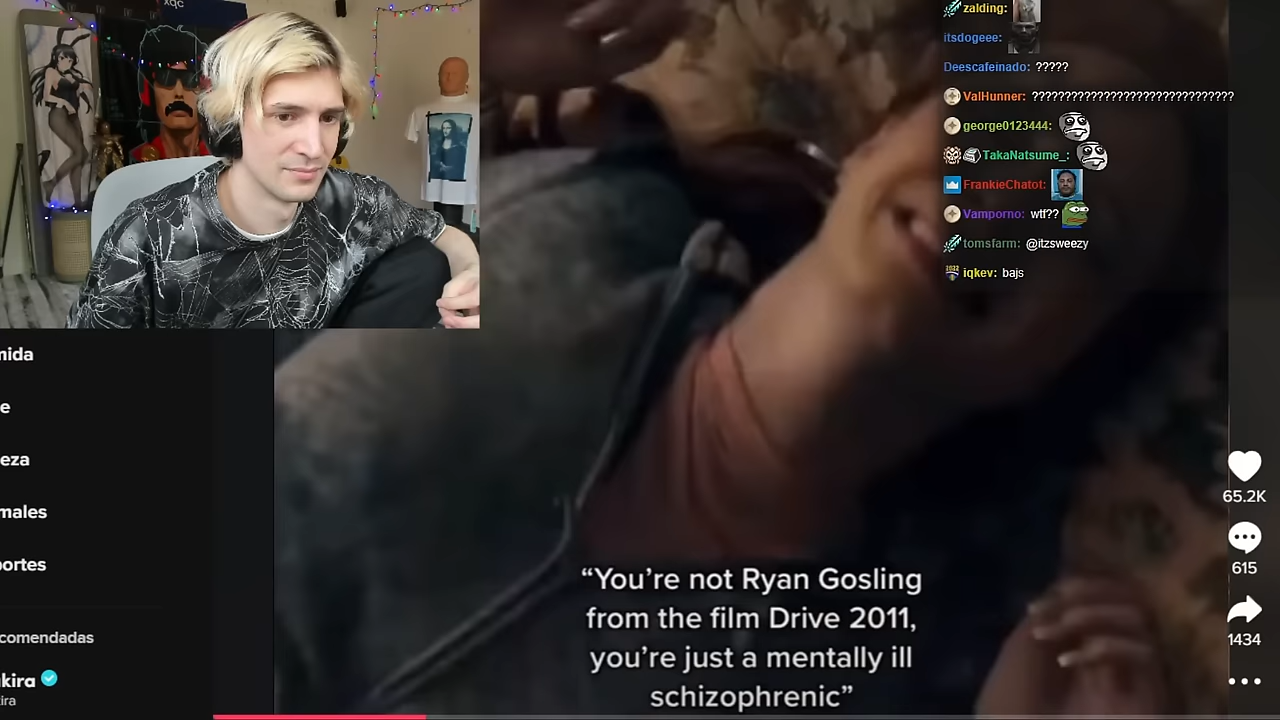 xqc
zalding:
itsdogeee:
Deescafeinado: ?????
ValHunner: ??????????????????????????????
george0123444:
TakaNatsume_:
FrankieChatot:
Vamporno: wtf??
tomsfarm: @itzsweezy
iqkev: bajs
mida
e
eza
males
portes
comendadas
kira
ira
65.2K
615
1434
“You’re not Ryan Gosling
from the film Drive 2011,
you’re just a mentally ill
schizophrenic”